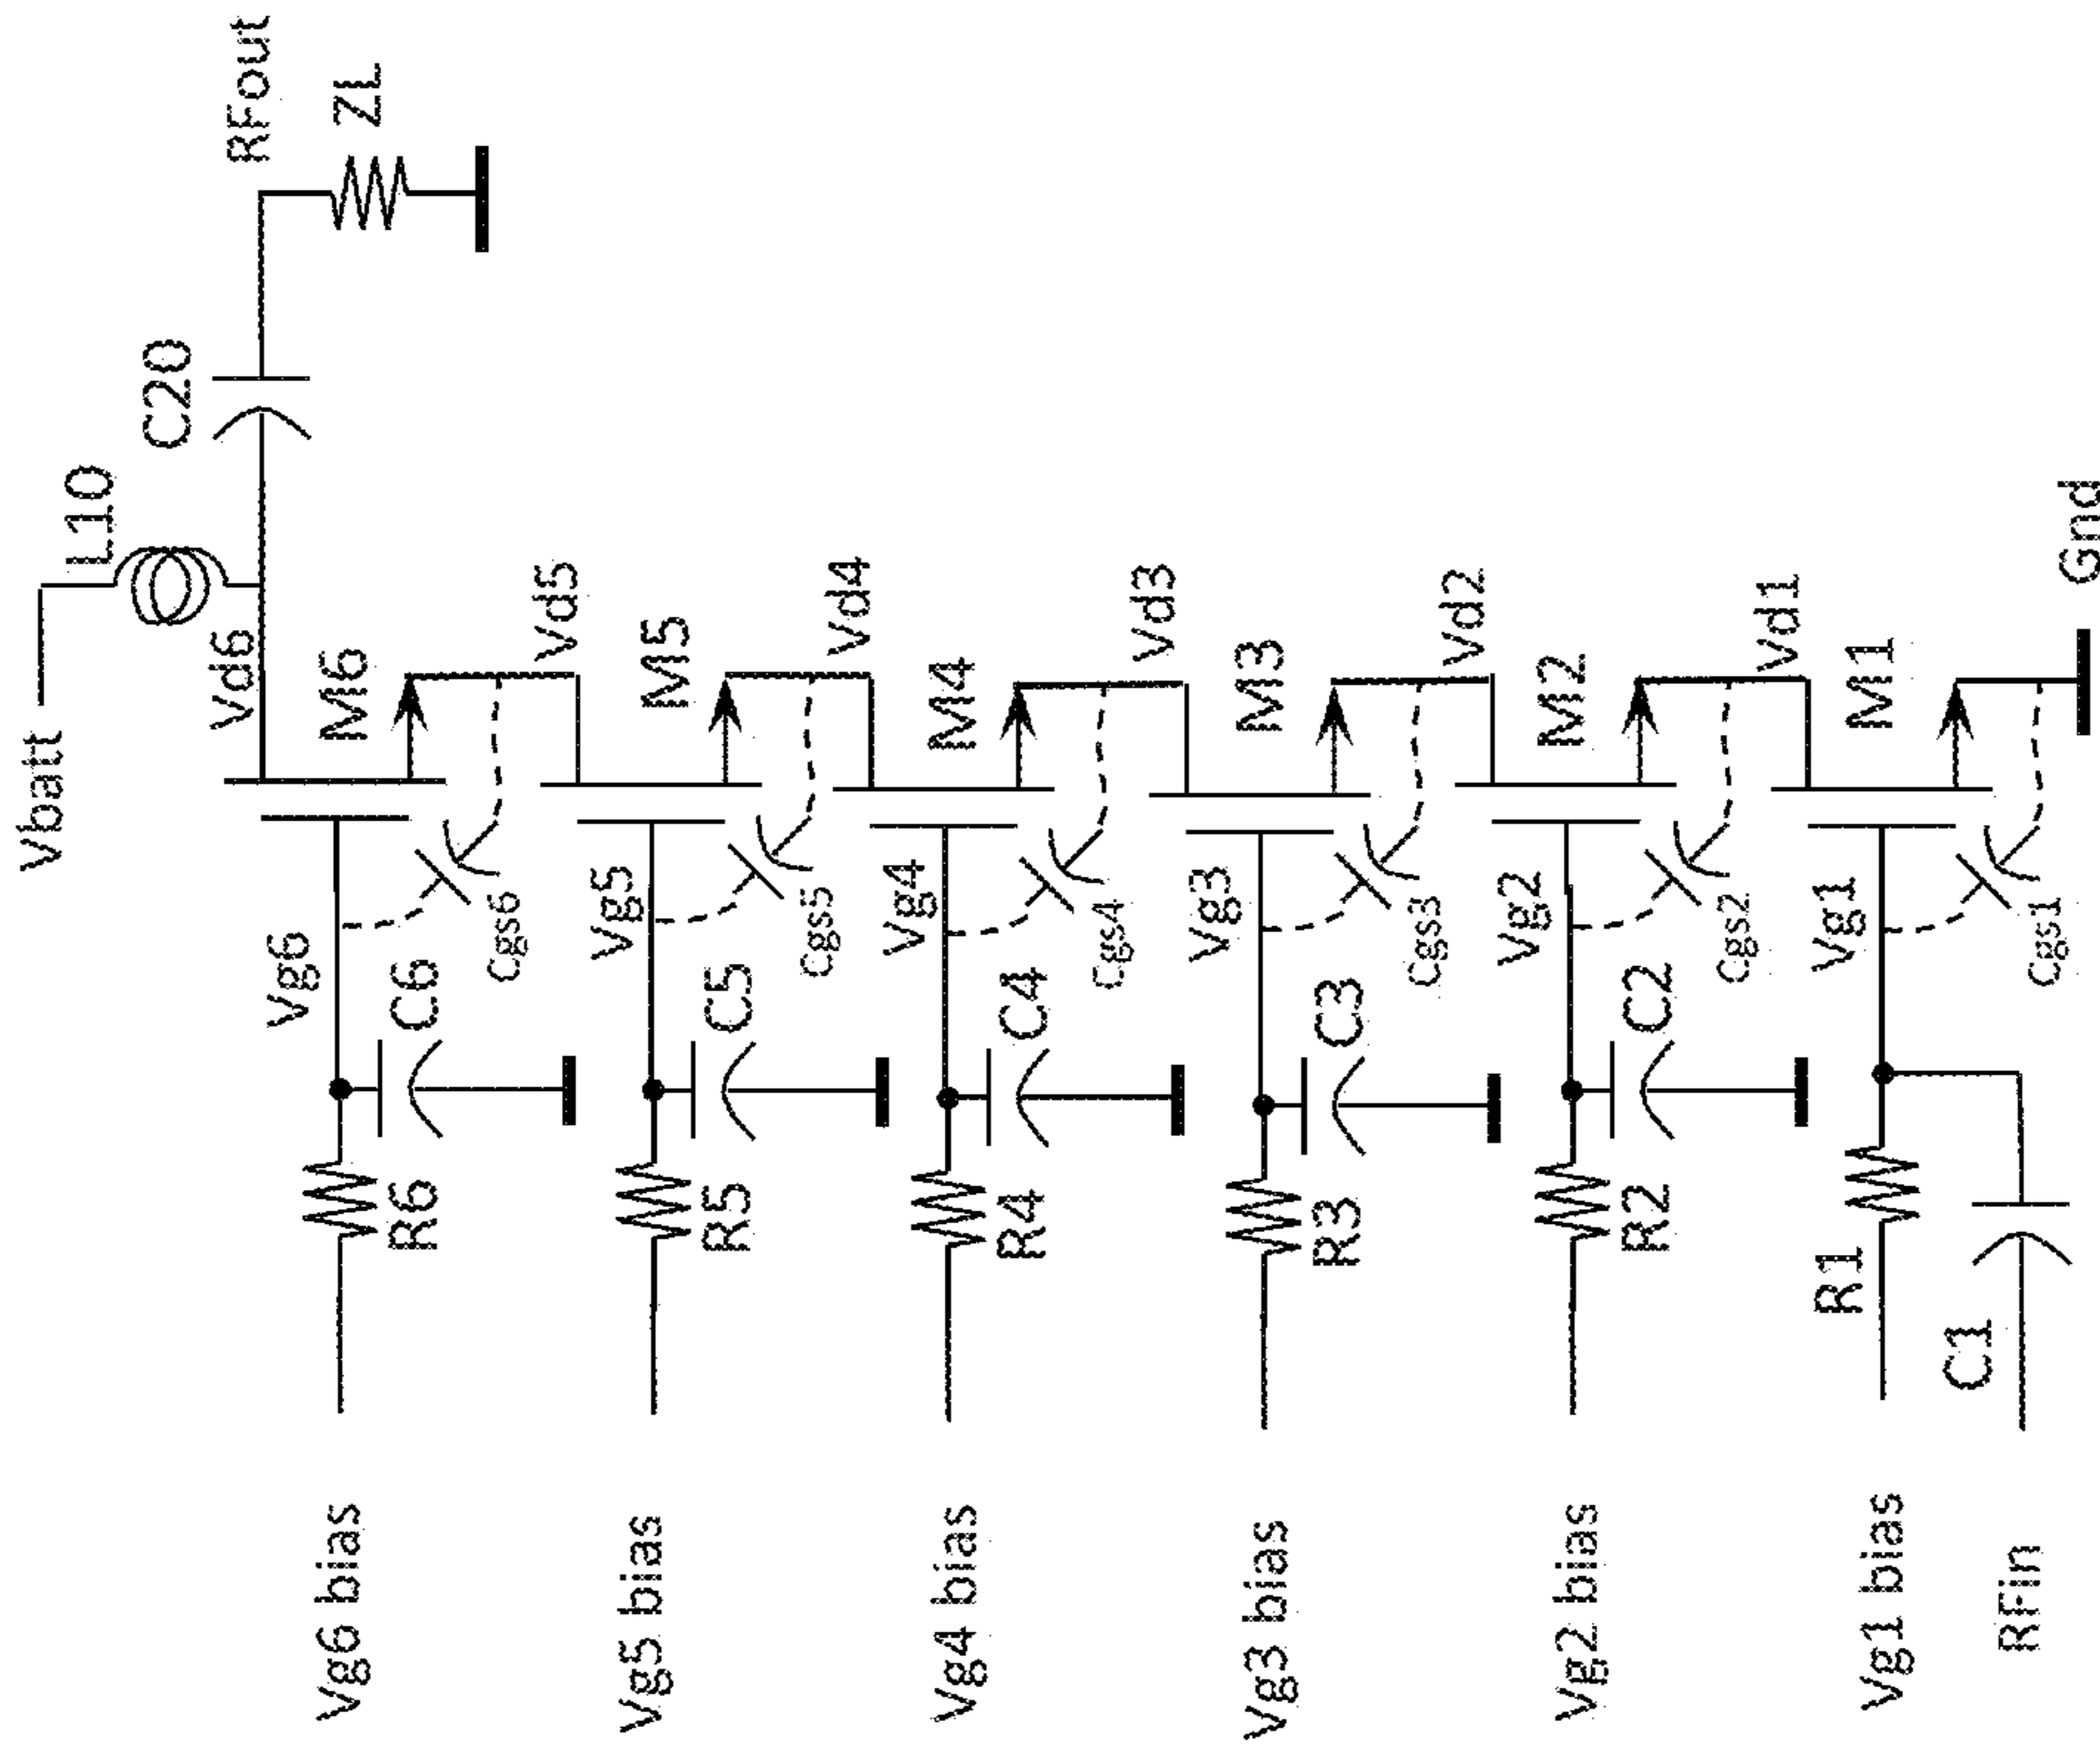 Vbatt
L10
C20
RFout
ZL
Vd6
M6
Vg6
Cgs6
C6
R6
Vg6 bias
Vd5
M5
Vg5
Cgs5
C5
R5
Vg5 bias
Vd4
M4
Vg4
Cgs4
C4
R4
Vg4 bias
Vd3
M3
Vg3
Cgs3
C3
R3
Vg3 bias
Vd2
M2
Vg2
Cgs2
C2
R2
Vg2 bias
Vd1
M1
Vg1
Cgs1
R1
Vg1 bias
C1
RFin
Gnd